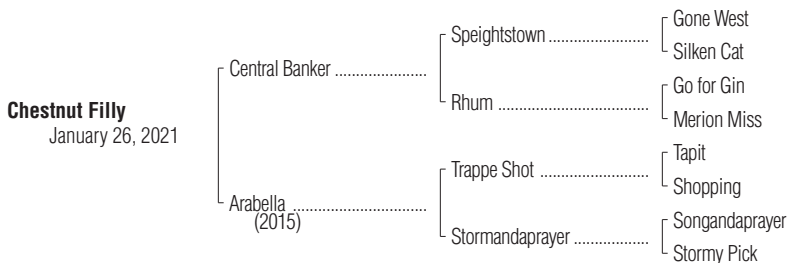 Chestnut Filly
January 26, 2021
Central Banker ......................
Arabella ................................
(2015)
Speightstown ........................
Rhum ....................................
Trappe Shot ..........................
Stormandaprayer ..................
Gone West
Silken Cat
Go for Gin
Merion Miss
Tapit
Shopping
Songandaprayer
Stormy Pick